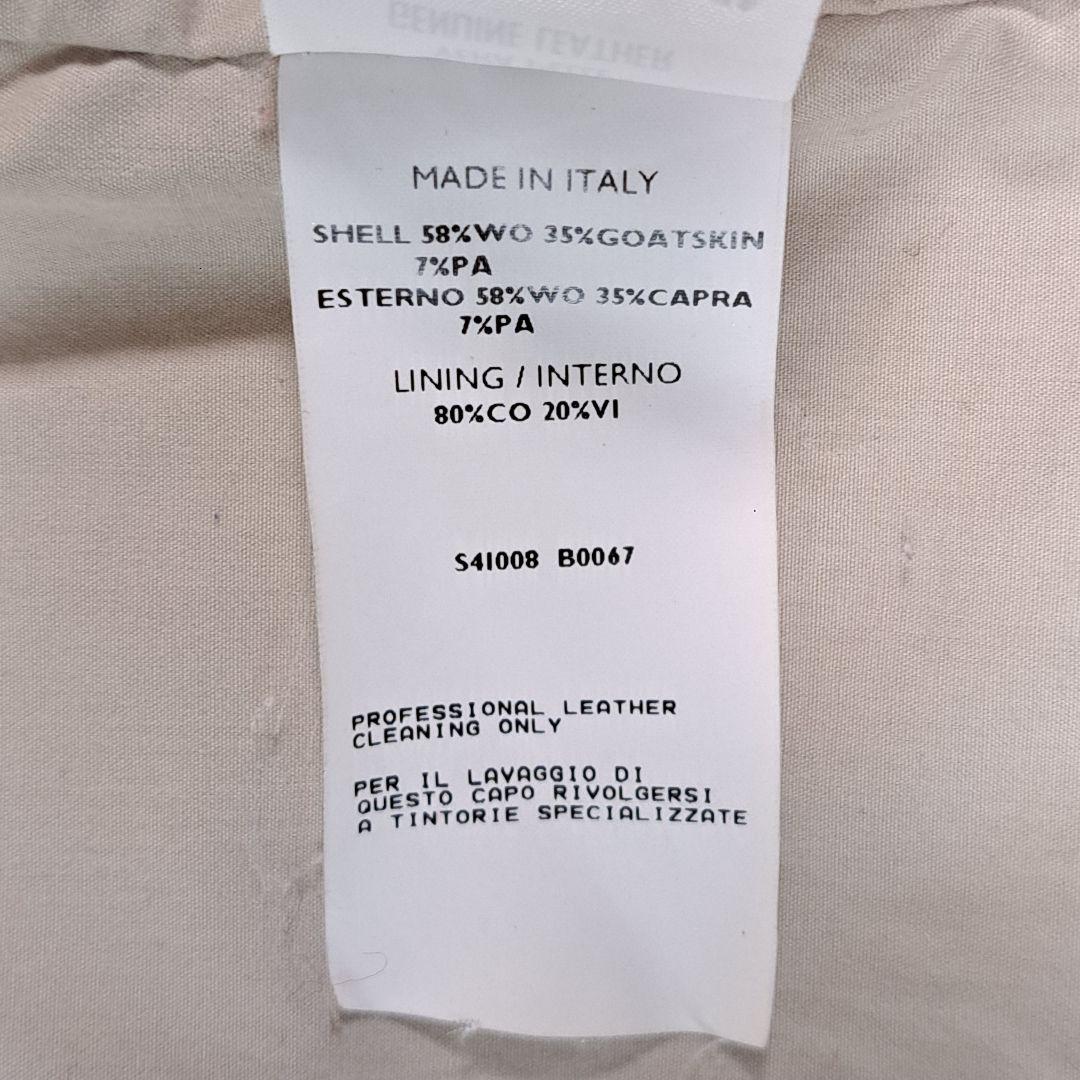 GENUINE LEATHER
MADE IN ITALY
SHELL 58%WO 35%GOATSKIN
7%PA
ESTERNO 58%WO 35%CAPRA
7%PA
LINING / INTERNO
80%CO 20%VI
S41008 B0067
PROFESSIONAL LEATHER
CLEANING ONLY
PER IL LAVAGGIO DI
QUESTO CAPO RIVOLGERSI
A TINTORIE SPECIALIZZATE